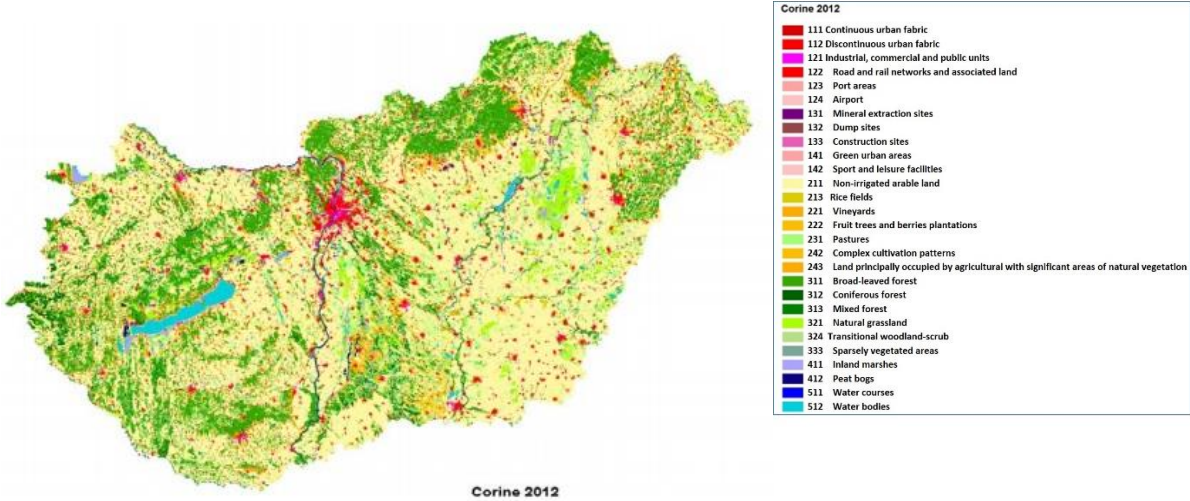 Corine 2012
111 Continuous urban fabric
112 Discontinuous urban fabric
121 Industrial, commercial and public units
122 Road and rail networks and associated land
123 Port areas
124 Airport
131 Mineral extraction sites
132 Dump sites
133 Construction sites
141 Green urban areas
142 Sport and leisure facilities
211 Non-irrigated arable land
213 Rice fields
221 Vineyards
222 Fruit trees and berries plantations
231 Pastures
242 Complex cultivation patterns
243 Land principally occupied by agricultural with significant areas of natural vegetation
311 Broad-leaved forest
312 Coniferous forest
313 Mixed forest
321 Natural grassland
324 Transitional woodland-scrub
333 Sparsely vegetated areas
411 Inland marshes
412 Peat bogs
511 Water courses
512 Water bodies
Corine 2012